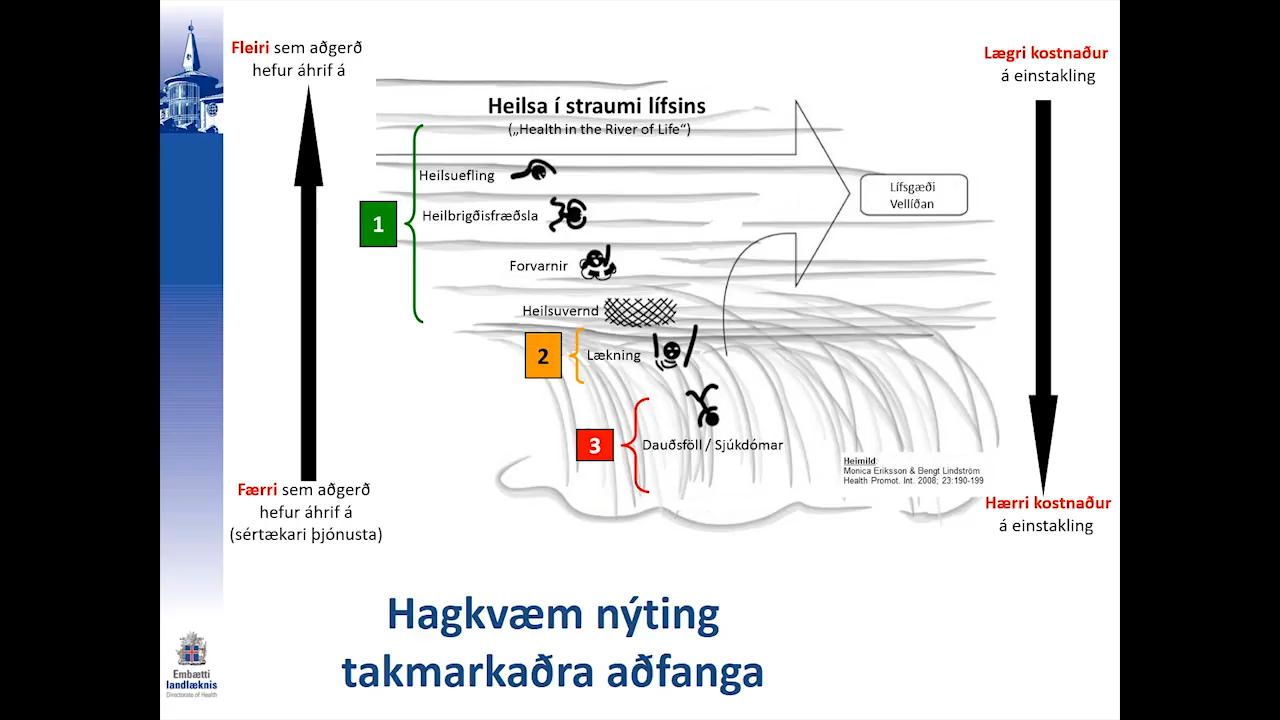 Fleiri sem aðgerð
hefur áhrif á
Lægri kostnaður
á einstakling
Heilsa í straumi lífsins
(„Health in the River of Life“)
Heilsuefling
Heilbrigðisfræðsla
1
Forvarnir
Heilsuvernd
2
Lækning
3
Dauðsföll / Sjúkdómar
Lífsgæði
Vellíðan
Heimild:
Monica Eriksson & Bengt Lindström
Health Promot. Int. 2008; 23:190-199
Færri sem aðgerð
hefur áhrif á
(sértækari þjónusta)
Hærri kostnaður
á einstakling
Hagkvæm nýting
takmarkaðra aðfanga
Embætti
landlæknis
Directorate of Health